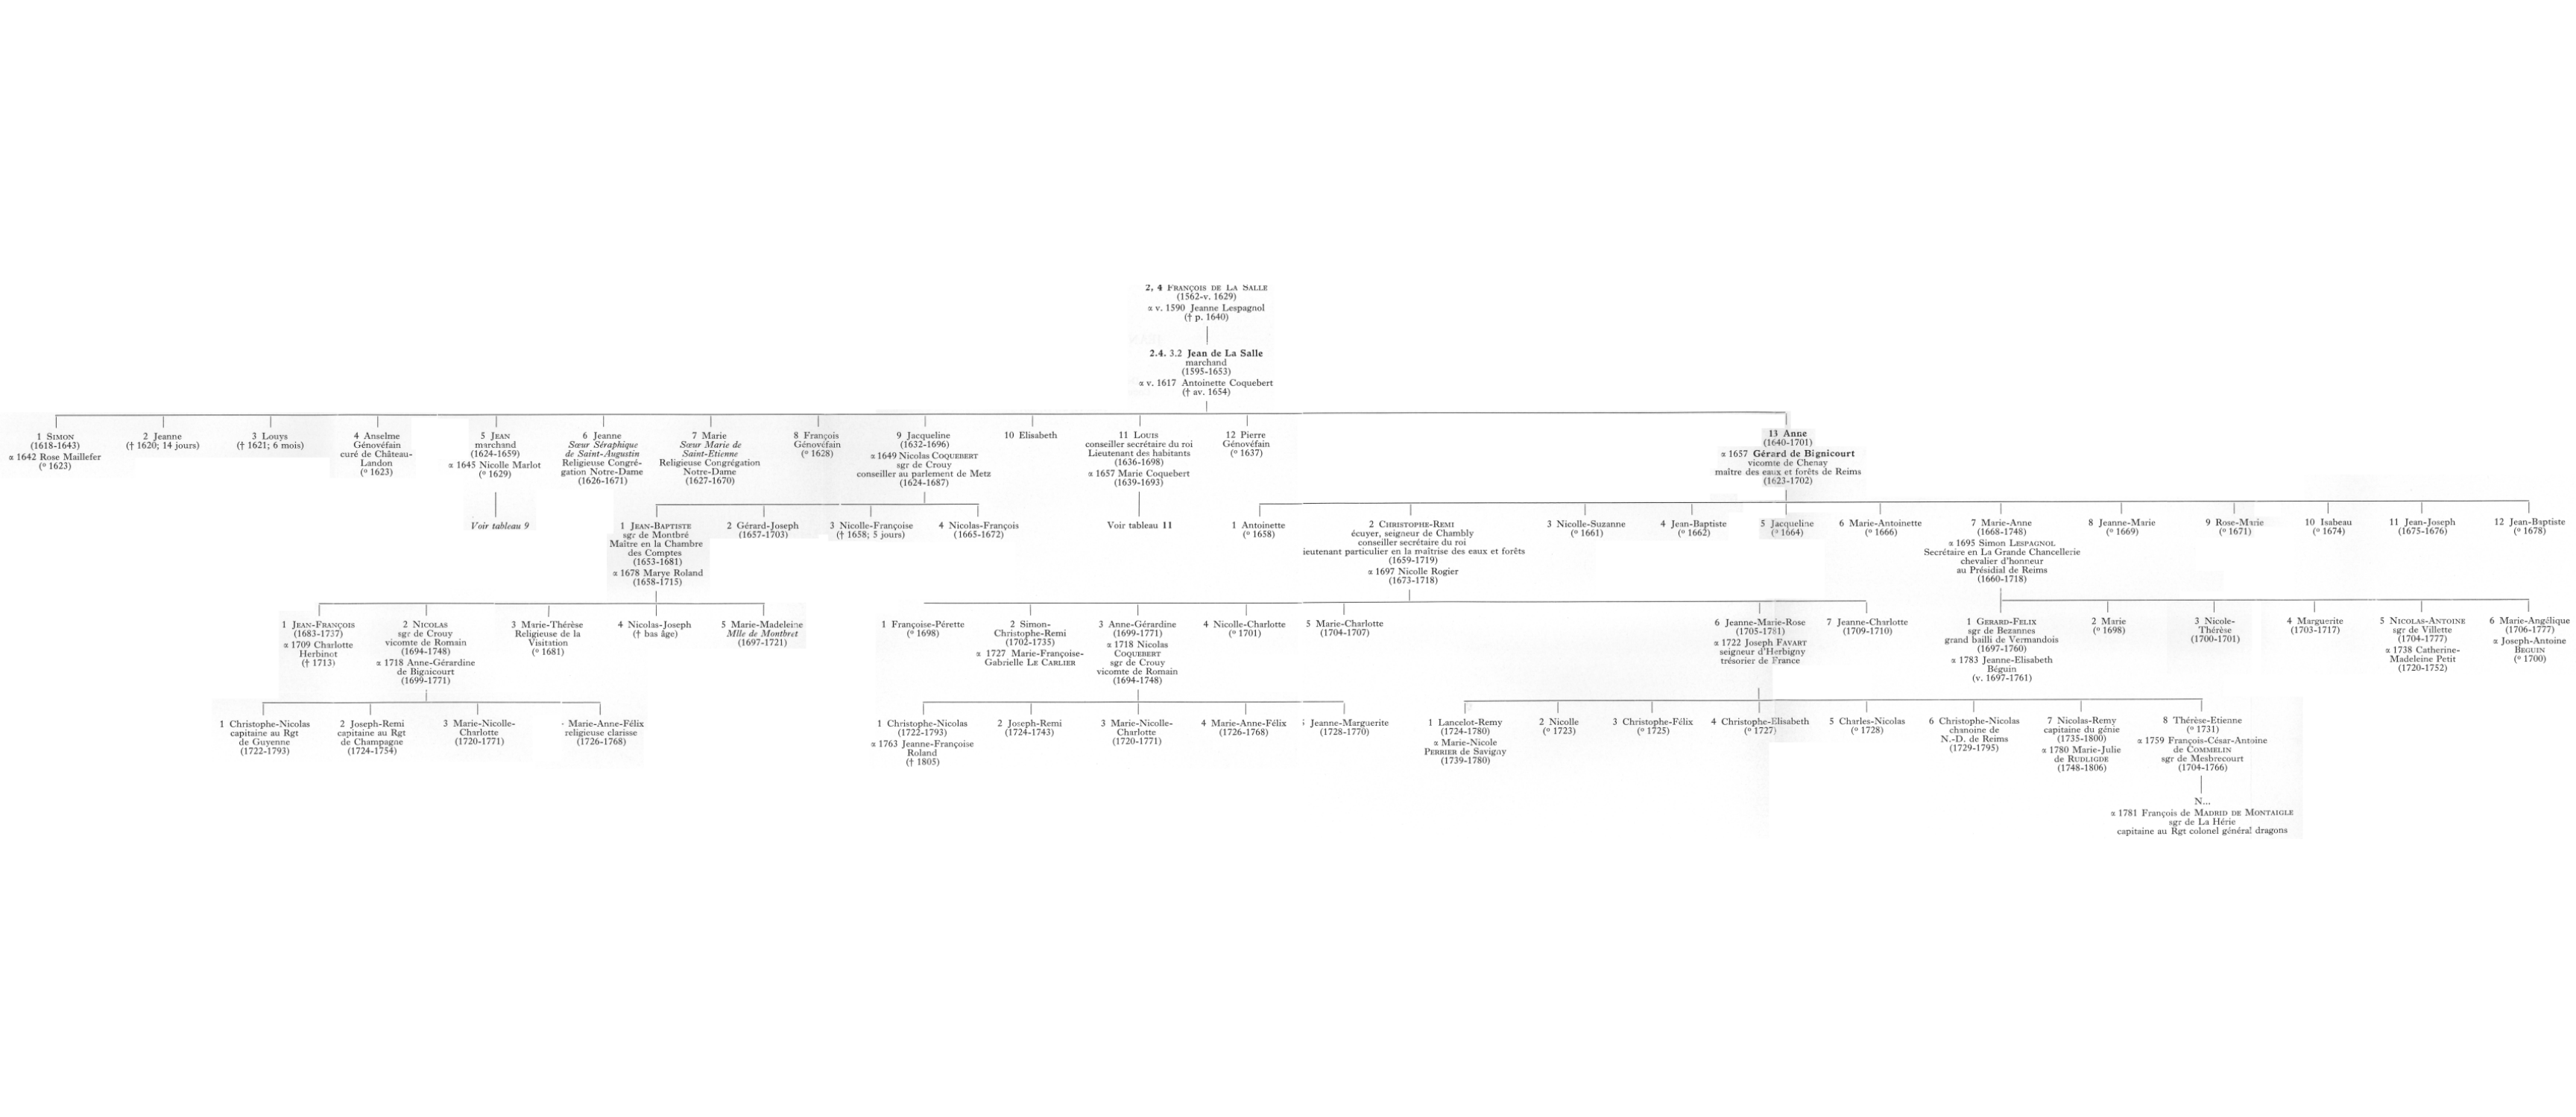 2, 4 FRANÇOIS DE LA SALLE
(1562-v. 1629)
α v. 1590 Jeanne Lespagnol
(† p. 1640)
2.4. 3.2 Jean de La Salle
marchand
(1595-1653)
α v. 1617 Antoinette Coquebert
(† av. 1654)
1 SIMON
(1618-1643)
α 1642 Rose Maillefer
(º 1623)
2 Jeanne
(† 1620; 14 jours)
3 Louys
(† 1621; 6 mois)
4 Anselme
Génovéfain
curé de Château-
Landon
(º 1623)
5 JEAN
marchand
(1624-1659)
α 1645 Nicolle Marlot
(º 1629)
Voir tableau 9
6 Jeanne
Sœur Séraphique
de Saint-Augustin
Religieuse Congré-
gation Notre-Dame
(1626-1671)
7 Marie
Sœur Marie de
Saint-Etienne
Religieuse Congrégation
Notre-Dame
(1627-1670)
8 François
Génovéfain
(º 1628)
9 Jacqueline
(1632-1696)
α 1649 Nicolas COQUEBERT
sgr de Crouy
conseiller au parlement de Metz
(1624-1687)
10 Elisabeth
11 LOUIS
conseiller secrétaire du roi
Lieutenant des habitants
(1636-1698)
α 1657 Marie Coquebert
(1639-1693)
Voir tableau 11
12 Pierre
Génovéfain
(º 1637)
13 Anne
(1640-1701)
α 1657 Gérard de Bignicourt
vicomte de Chenay
maître des eaux et forêts de Reims
(1623-1702)
1 JEAN-BAPTISTE
sgr de Montbré
Maître en la Chambre
des Comptes
(1653-1681)
α 1678 Marye Roland
(1658-1715)
2 Gérard-Joseph
(1657-1703)
3 Nicolle-Françoise
(† 1658; 5 jours)
4 Nicolas-François
(1665-1672)
1 Antoinette
(º 1658)
2 CHRISTOPHE-REMI
écuyer, seigneur de Chambly
conseiller secrétaire du roi
ieutenant particulier en la maîtrise des eaux et forêts
(1659-1719)
α 1697 Nicolle Rogier
(1673-1718)
3 Nicolle-Suzanne
(º 1661)
4 Jean-Baptiste
(º 1662)
5 Jacqueline
(º 1664)
6 Marie-Antoinette
(º 1666)
7 Marie-Anne
(1668-1748)
α 1695 Simon LESPAGNOL
Secrétaire en La Grande Chancellerie
chevalier d'honneur
au Présidial de Reims
(1660-1718)
8 Jeanne-Marie
(º 1669)
9 Rose-Marie
(º 1671)
10 Isabeau
(º 1674)
11 Jean-Joseph
(1675-1676)
12 Jean-Baptiste
(º 1678)
1 JEAN-FRANÇOIS
(1683-1737)
α 1709 Charlotte
Herbinot
(† 1713)
2 NICOLAS
sgr de Crouy
vicomte de Romain
(1694-1748)
α 1718 Anne-Gérardine
de Bignicourt
(1699-1771)
3 Marie-Thérèse
Religieuse de la
Visitation
(º 1681)
4 Nicolas-Joseph
(† bas âge)
5 Marie-Madeleine
Mlle de Montbret
(1697-1721)
1 Françoise-Pérette
(º 1698)
2 Simon-
Christophe-Remi
(1702-1735)
α 1727 Marie-Françoise-
Gabrielle LE CARLIER
3 Anne-Gérardine
(1699-1771)
α 1718 Nicolas
COQUEBERT
sgr de Crouy
vicomte de Romain
(1694-1748)
4 Nicolle-Charlotte
(º 1701)
5 Marie-Charlotte
(1704-1707)
6 Jeanne-Marie-Rose
(1705-1781)
α 1722 Joseph FAVART
seigneur d'Herbigny
trésorier de France
7 Jeanne-Charlotte
(1709-1710)
1 GERARD-FELIX
sgr de Bezannes
grand bailli de Vermandois
(1697-1760)
α 1783 Jeanne-Elisabeth
Béguin
(v. 1697-1761)
2 Marie
(º 1698)
3 Nicole-
Thérèse
(1700-1701)
4 Marguerite
(1703-1717)
5 NICOLAS-ANTOINE
sgr de Villette
(1704-1777)
α 1738 Catherine-
Madeleine Petit
(1720-1752)
6 Marie-Angélique
(1706-1777)
α Joseph-Antoine
BEGUIN
(º 1700)
1 Christophe-Nicolas
capitaine au Rgt
de Guyenne
(1722-1793)
2 Joseph-Remi
capitaine au Rgt
de Champagne
(1724-1754)
3 Marie-Nicolle-
Charlotte
(1720-1771)
Marie-Anne-Félix
religieuse clarisse
(1726-1768)
1 Christophe-Nicolas
(1722-1793)
α 1763 Jeanne-Françoise
Roland
(† 1805)
2 Joseph-Remi
(1724-1743)
3 Marie-Nicolle-
Charlotte
(1720-1771)
4 Marie-Anne-Félix
(1726-1768)
Jeanne-Marguerite
(1728-1770)
1 Lancelot-Remy
(1724-1780)
α Marie-Nicole
PERRIER de Savigny
(1739-1780)
2 Nicolle
(º 1723)
3 Christophe-Félix
(º 1725)
4 Christophe-Elisabeth
(º 1727)
5 Charles-Nicolas
(º 1728)
6 Christophe-Nicolas
chanoine de
N.-D. de Reims
(1729-1795)
7 Nicolas-Remy
capitaine du génie
(1735-1800)
α 1780 Marie-Julie
de RUDLIGDE
(1748-1806)
8 Thérèse-Etienne
(º 1731)
α 1759 François-César-Antoine
de COMMELIN
sgr de Mesbrecourt
(1704-1766)
N...
α 1781 François de MADRID DE MONTAIGLE
sgr de La Hérie
capitaine au Rgt colonel général dragons